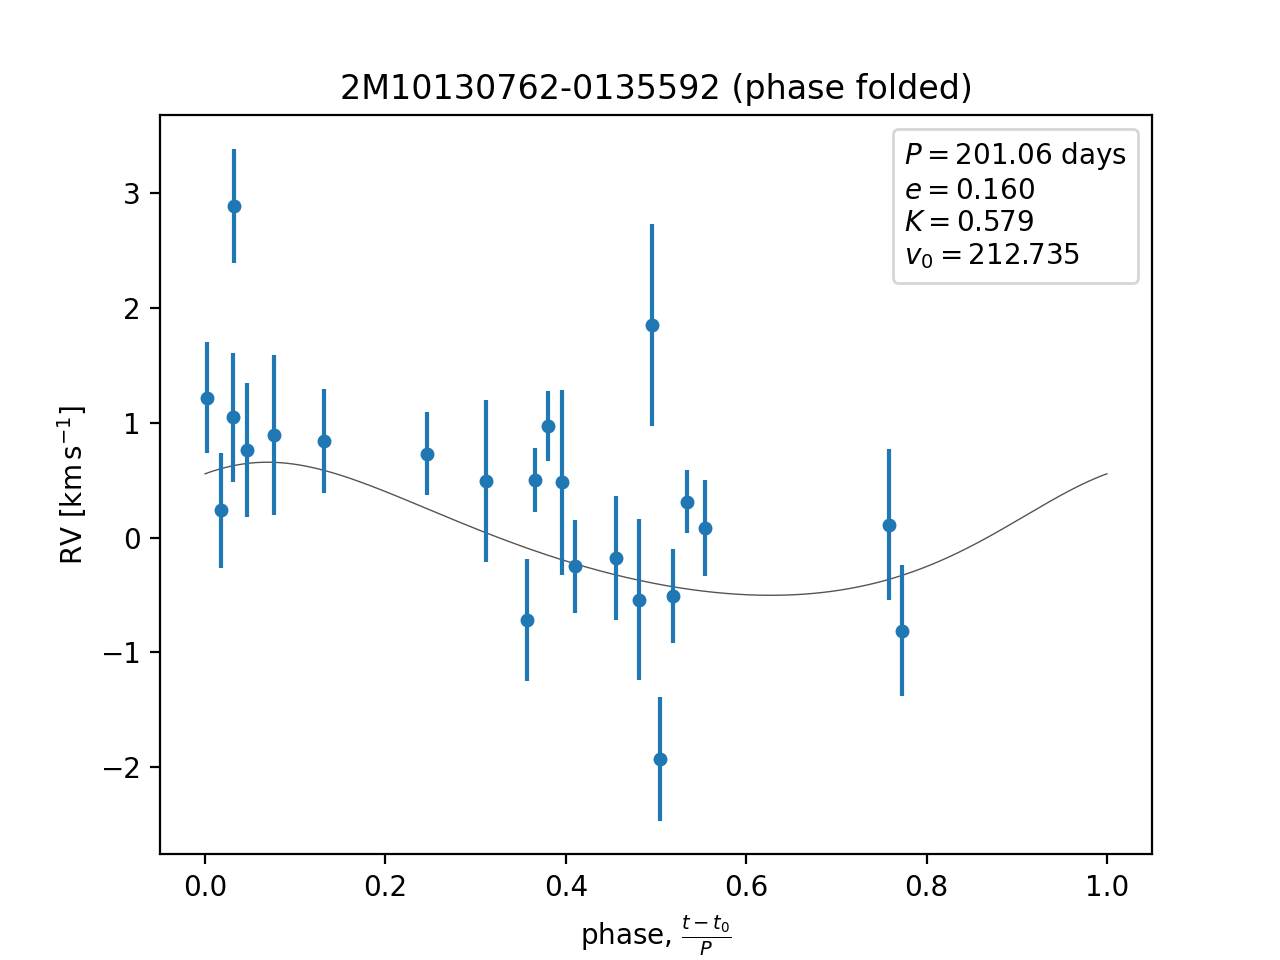 2M10130762-0135592 (phase folded)
P = 201.06 days
e = 0.160
K = 0.579
v₀ = 212.735
3
2
1
0
−1
−2
RV [km s⁻¹]
0.0 0.2 0.4 0.6 0.8 1.0
phase, (t − t₀)/P